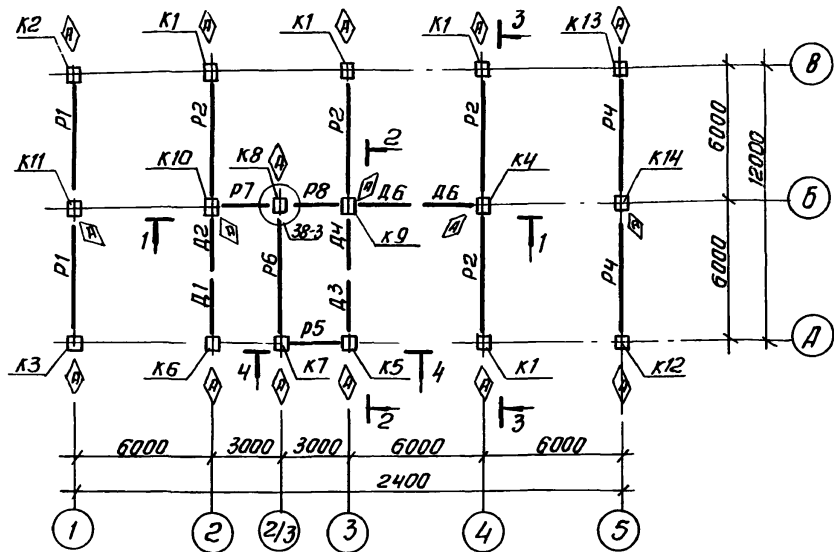 К2 К1 К1 К1 3 К13
Д Д Д Д Д
В
Р1 Р2 Р2 Р2 Р4
6000
12000
2
К11 К10 К8 К4 К14
Д Д
Р7 Р8 Д6 Д6
Б
Д Д Д Д
1 38-3 К9 1
Р1 Д2 Р6 Д4 Р2 Р4
6000
Д1 Д3
Р5
А
К3 К6 4 К7 К5 4 К1 К12
Д Д Д Д Д Д
2 3
6000 3000 3000 6000 6000
2400
1 2 2/3 3 4 5